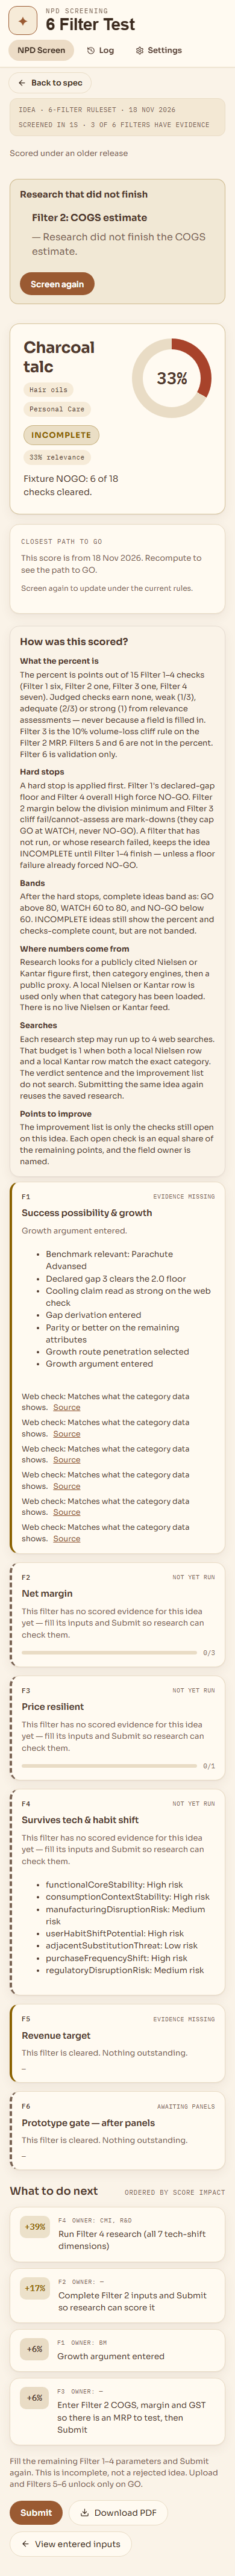 NPD SCREENING
6 Filter Test
NPD Screen
Log
Settings
Back to spec
IDEA · 6-FILTER RULESET · 18 NOV 2026
SCREENED IN 1S · 3 OF 6 FILTERS HAVE EVIDENCE
Scored under an older release
Research that did not finish
Filter 2: COGS estimate
— Research did not finish the COGS
estimate.
Screen again
Charcoal
talc
Hair oils
Personal Care
INCOMPLETE
33% relevance
Fixture NOGO: 6 of 18
checks cleared.
33%
CLOSEST PATH TO GO
This score is from 18 Nov 2026. Recompute to
see the path to GO.
Screen again to update under the current rules.
How was this scored?
What the percent is
The percent is points out of 15 Filter 1–4 checks
(Filter 1 six, Filter 2 one, Filter 3 one, Filter 4
seven). Judged checks earn none, weak (1/3),
adequate (2/3) or strong (1) from relevance
assessments — never because a field is filled in.
Filter 3 is the 10% volume-loss cliff rule on the
Filter 2 MRP. Filters 5 and 6 are not in the percent.
Filter 6 is validation only.
Hard stops
A hard stop is applied first. Filter 1's declared-gap
floor and Filter 4 overall High force NO-GO. Filter
2 margin below the division minimum and Filter 3
cliff fail/cannot-assess are mark-downs (they cap
GO at WATCH, never NO-GO). A filter that has
not run, or whose research failed, keeps the idea
INCOMPLETE until Filter 1–4 finish — unless a floor
failure already forced NO-GO.
Bands
After the hard stops, complete ideas band as: GO
above 80, WATCH 60 to 80, and NO-GO below
60. INCOMPLETE ideas still show the percent and
checks-complete count, but are not banded.
Where numbers come from
Research looks for a publicly cited Nielsen or
Kantar figure first, then category engines, then a
public proxy. A local Nielsen or Kantar row is
used only when that category has been loaded.
There is no live Nielsen or Kantar feed.
Searches
Each research step may run up to 4 web searches.
That budget is 1 when both a local Nielsen row
and a local Kantar row match the exact category.
The verdict sentence and the improvement list
do not search. Submitting the same idea again
reuses the saved research.
Points to improve
The improvement list is only the checks still open
on this idea. Each open check is an equal share of
the remaining points, and the field owner is
named.
F1
EVIDENCE MISSING
Success possibility & growth
Growth argument entered.
• Benchmark relevant: Parachute
Advansed
• Declared gap 3 clears the 2.0 floor
• Cooling claim read as strong on the web
check
• Gap derivation entered
• Parity or better on the remaining
attributes
• Growth route penetration selected
• Growth argument entered
Web check: Matches what the category data
shows. Source
Web check: Matches what the category data
shows. Source
Web check: Matches what the category data
shows. Source
Web check: Matches what the category data
shows. Source
Web check: Matches what the category data
shows. Source
Web check: Matches what the category data
shows. Source
F2
NOT YET RUN
Net margin
This filter has no scored evidence for this idea
yet — fill its inputs and Submit so research can
check them.
0/3
F3
NOT YET RUN
Price resilient
This filter has no scored evidence for this idea
yet — fill its inputs and Submit so research can
check them.
0/1
F4
NOT YET RUN
Survives tech & habit shift
This filter has no scored evidence for this idea
yet — fill its inputs and Submit so research can
check them.
• functionalCoreStability: High risk
• consumptionContextStability: High risk
• manufacturingDisruptionRisk: Medium
risk
• userHabitShiftPotential: High risk
• adjacentSubstitutionThreat: Low risk
• purchaseFrequencyShift: High risk
• regulatoryDisruptionRisk: Medium risk
F5
EVIDENCE MISSING
Revenue target
This filter is cleared. Nothing outstanding.
—
F6
AWAITING PANELS
Prototype gate — after panels
This filter is cleared. Nothing outstanding.
—
What to do next
ORDERED BY SCORE IMPACT
+39%
F4 OWNER: CMI, R&D
Run Filter 4 research (all 7 tech-shift
dimensions)
+17%
F2 OWNER: —
Complete Filter 2 inputs and Submit
so research can score it
+6%
F1 OWNER: BM
Growth argument entered
+6%
F3 OWNER: —
Enter Filter 2 COGS, margin and GST
so there is an MRP to test, then
Submit
Fill the remaining Filter 1–4 parameters and Submit
again. This is incomplete, not a rejected idea. Upload
and Filters 5–6 unlock only on GO.
Submit
Download PDF
View entered inputs